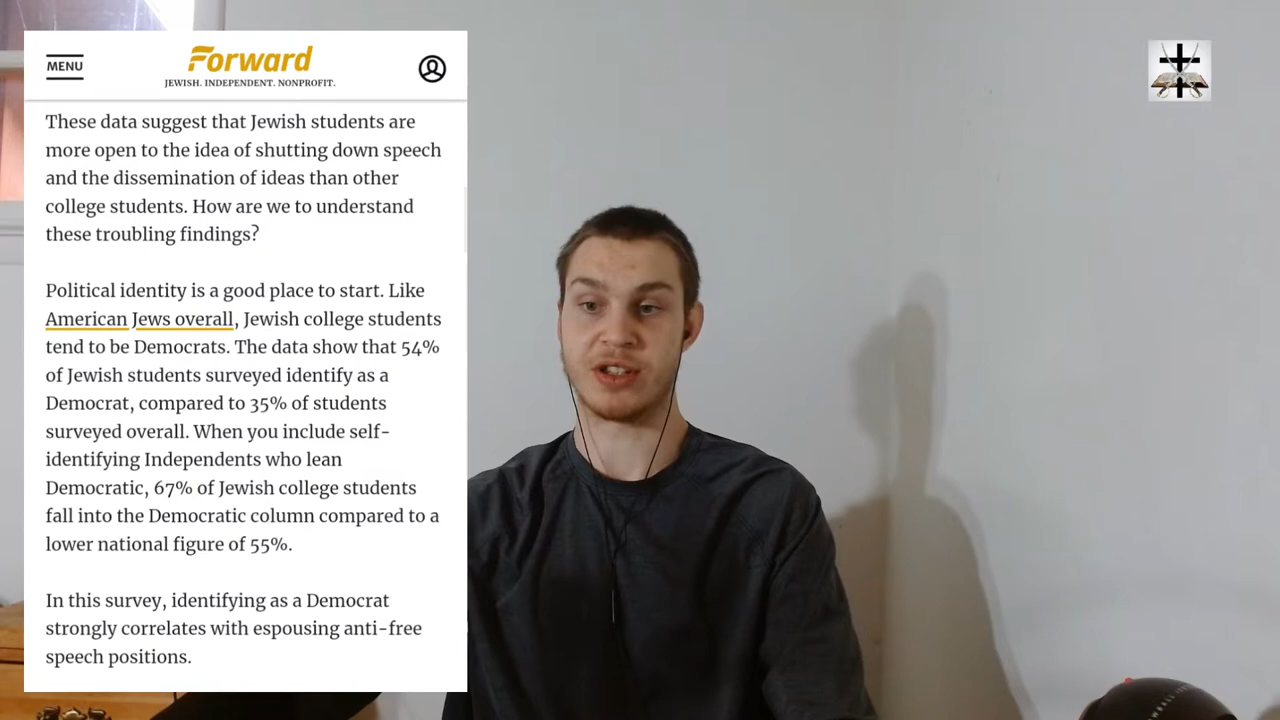 MENU
Forward
JEWISH. INDEPENDENT. NONPROFIT.
These data suggest that Jewish students are
more open to the idea of shutting down speech
and the dissemination of ideas than other
college students. How are we to understand
these troubling findings?
Political identity is a good place to start. Like
American Jews overall, Jewish college students
tend to be Democrats. The data show that 54%
of Jewish students surveyed identify as a
Democrat, compared to 35% of students
surveyed overall. When you include self-
identifying Independents who lean
Democratic, 67% of Jewish college students
fall into the Democratic column compared to a
lower national figure of 55%.
In this survey, identifying as a Democrat
strongly correlates with espousing anti-free
speech positions.